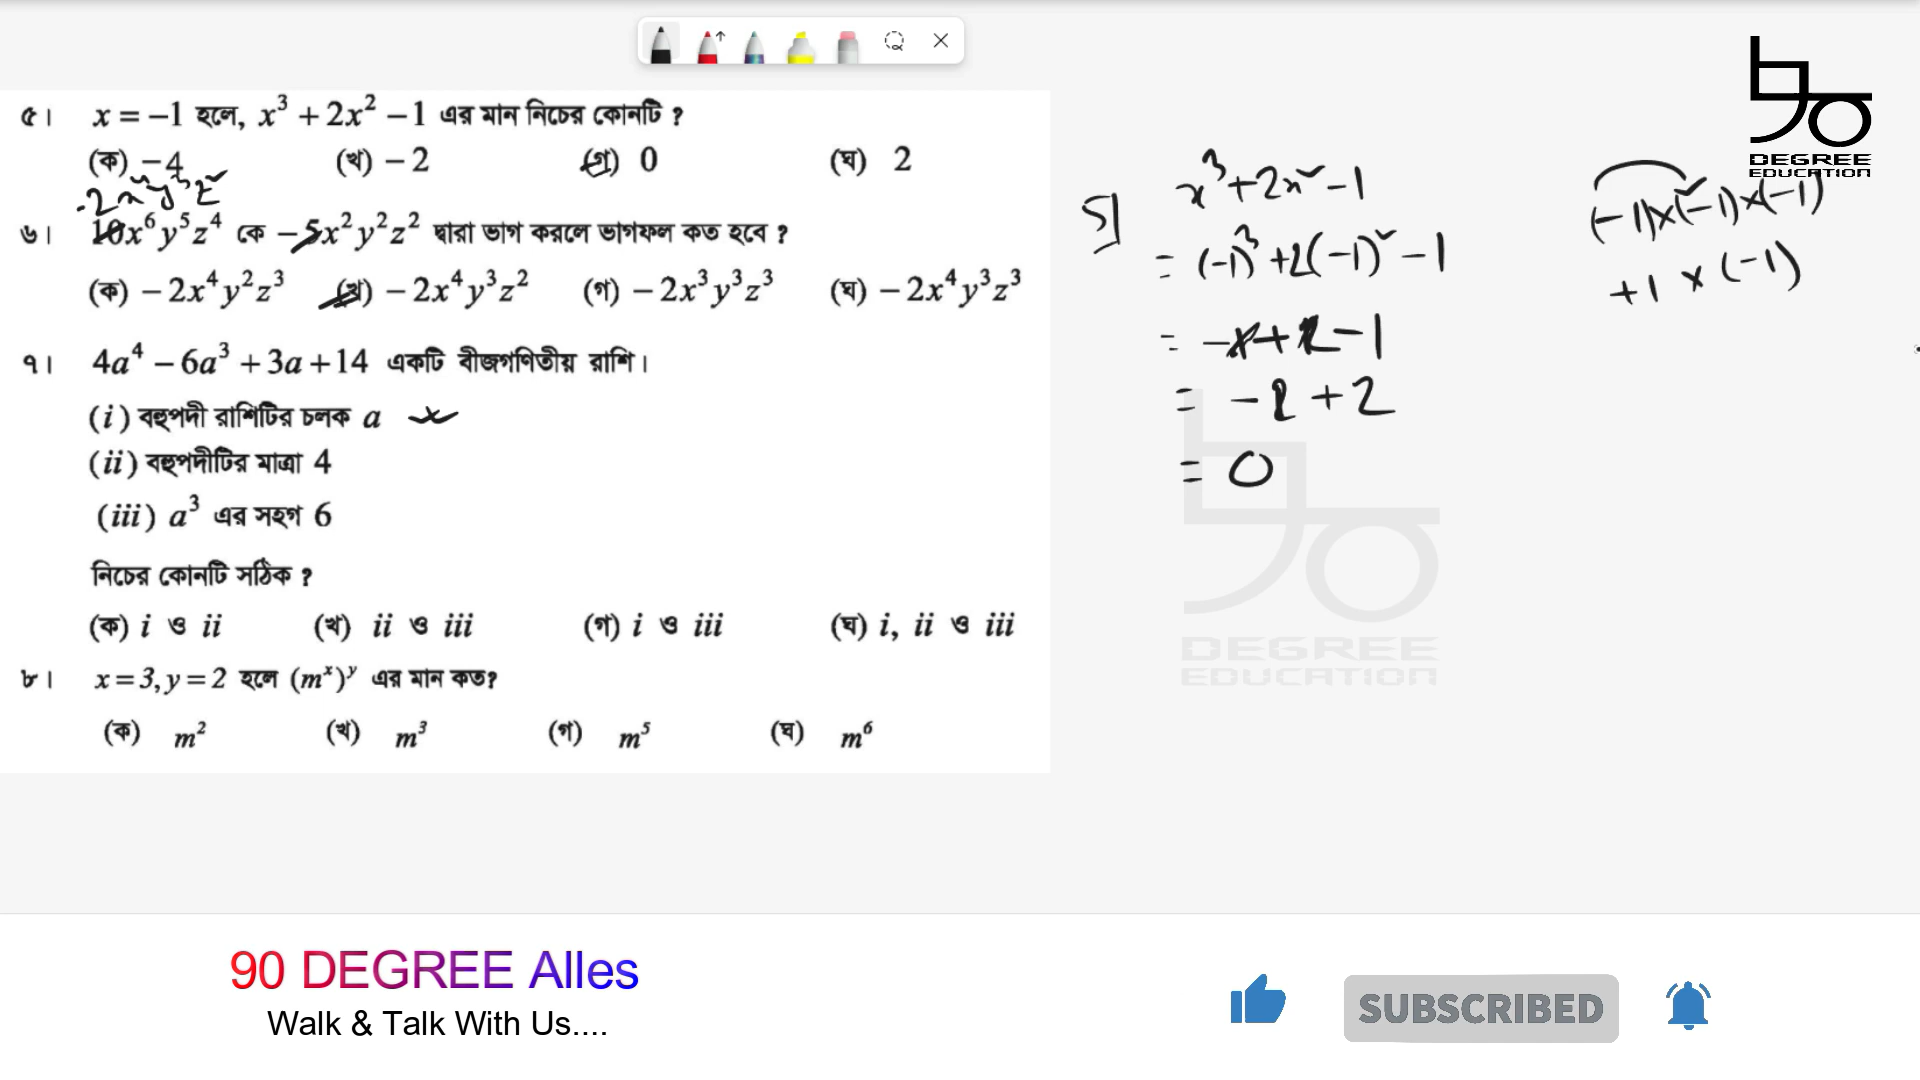 ৫। x = −1 হলে, x³ + 2x² − 1 এর মান নিচের কোনটি ?
(ক) − 4 (খ) − 2 (গ) 0 (ঘ) 2
-2x⁴y³z²
৬। 10x⁶y⁵z⁴ কে −5x²y²z² দ্বারা ভাগ করলে ভাগফল কত হবে ?
(ক) − 2x⁴y²z³ (খ) − 2x⁴y³z² (গ) − 2x³y³z³ (ঘ) − 2x⁴y³z³
৭। 4a⁴ − 6a³ + 3a + 14 একটি বীজগণিতীয় রাশি।
(i) বহুপদী রাশিটির চলক a
(ii) বহুপদীটির মাত্রা 4
(iii) a³ এর সহগ 6
নিচের কোনটি সঠিক ?
(ক) i ও ii (খ) ii ও iii (গ) i ও iii (ঘ) i, ii ও iii
৮। x = 3, y = 2 হলে (mˣ)ʸ এর মান কত?
(ক) m² (খ) m³ (গ) m⁵ (ঘ) m⁶
5]
x³ + 2x² - 1
= (-1)³ + 2(-1)² - 1
= -1 + 2 - 1
= -2 + 2
= 0
(-1)×(-1)×(-1)
+1 × (-1)
DEGREE
EDUCATION
DEGREE
EDUCATION
90 DEGREE Alles
Walk & Talk With Us....
SUBSCRIBED